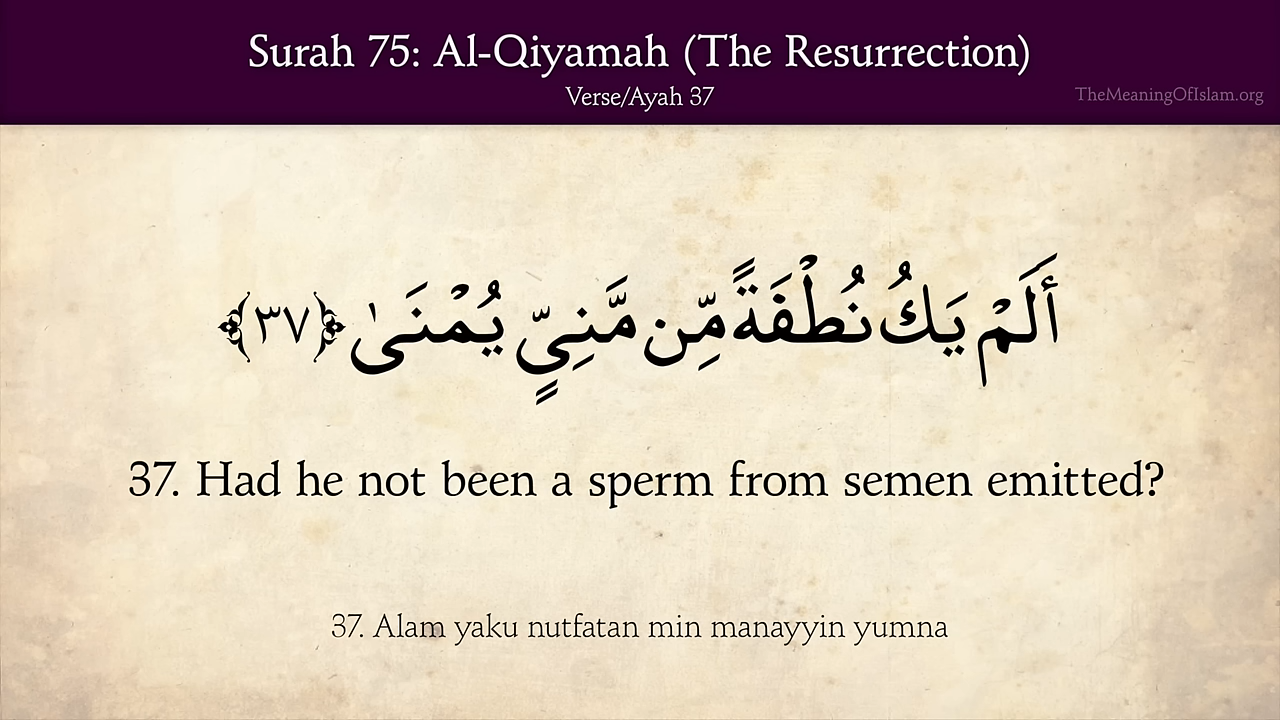 Surah 75: Al-Qiyamah (The Resurrection)
Verse/Ayah 37
TheMeaningOfIslam.org
أَلَمْ يَكُ نُطْفَةً مِّن مَّنِيٍّ يُمْنَىٰ ﴿٣٧﴾
37. Had he not been a sperm from semen emitted?
37. Alam yaku nutfatan min manayyin yumna